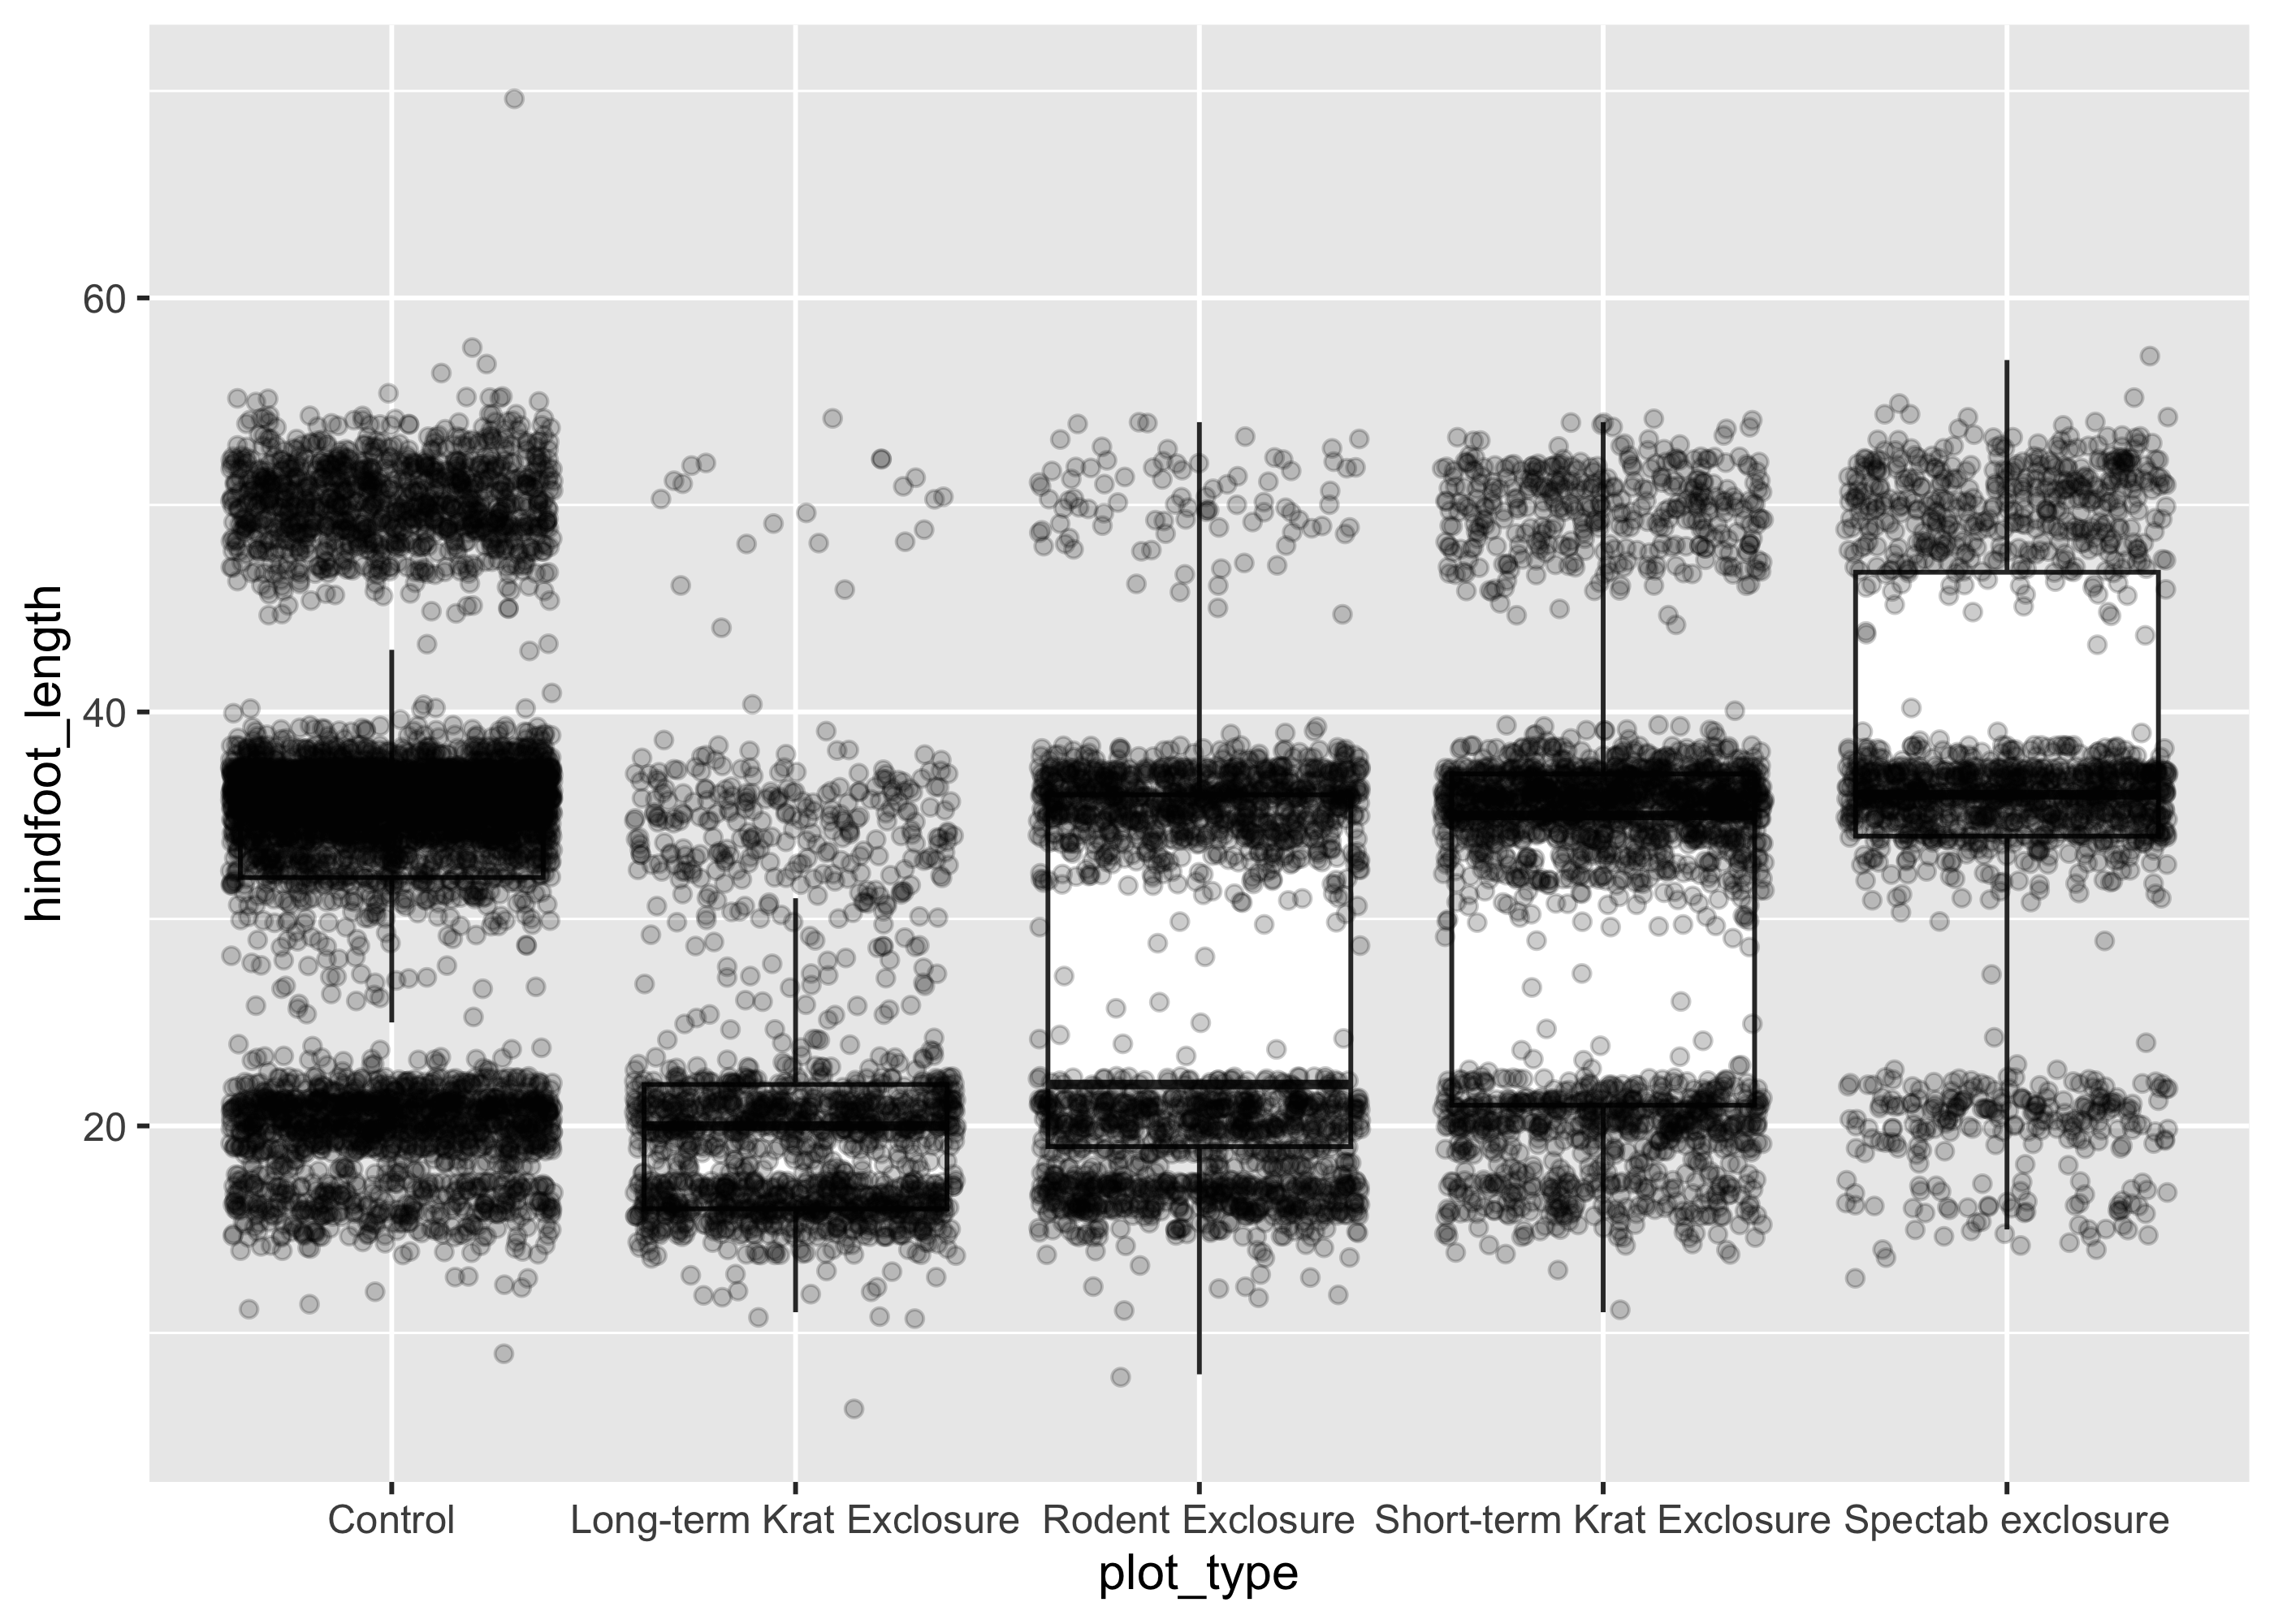 hindfoot_length
60
40
20
Control
Long-term Krat Exclosure
Rodent Exclosure
Short-term Krat Exclosure
Spectab exclosure
plot_type